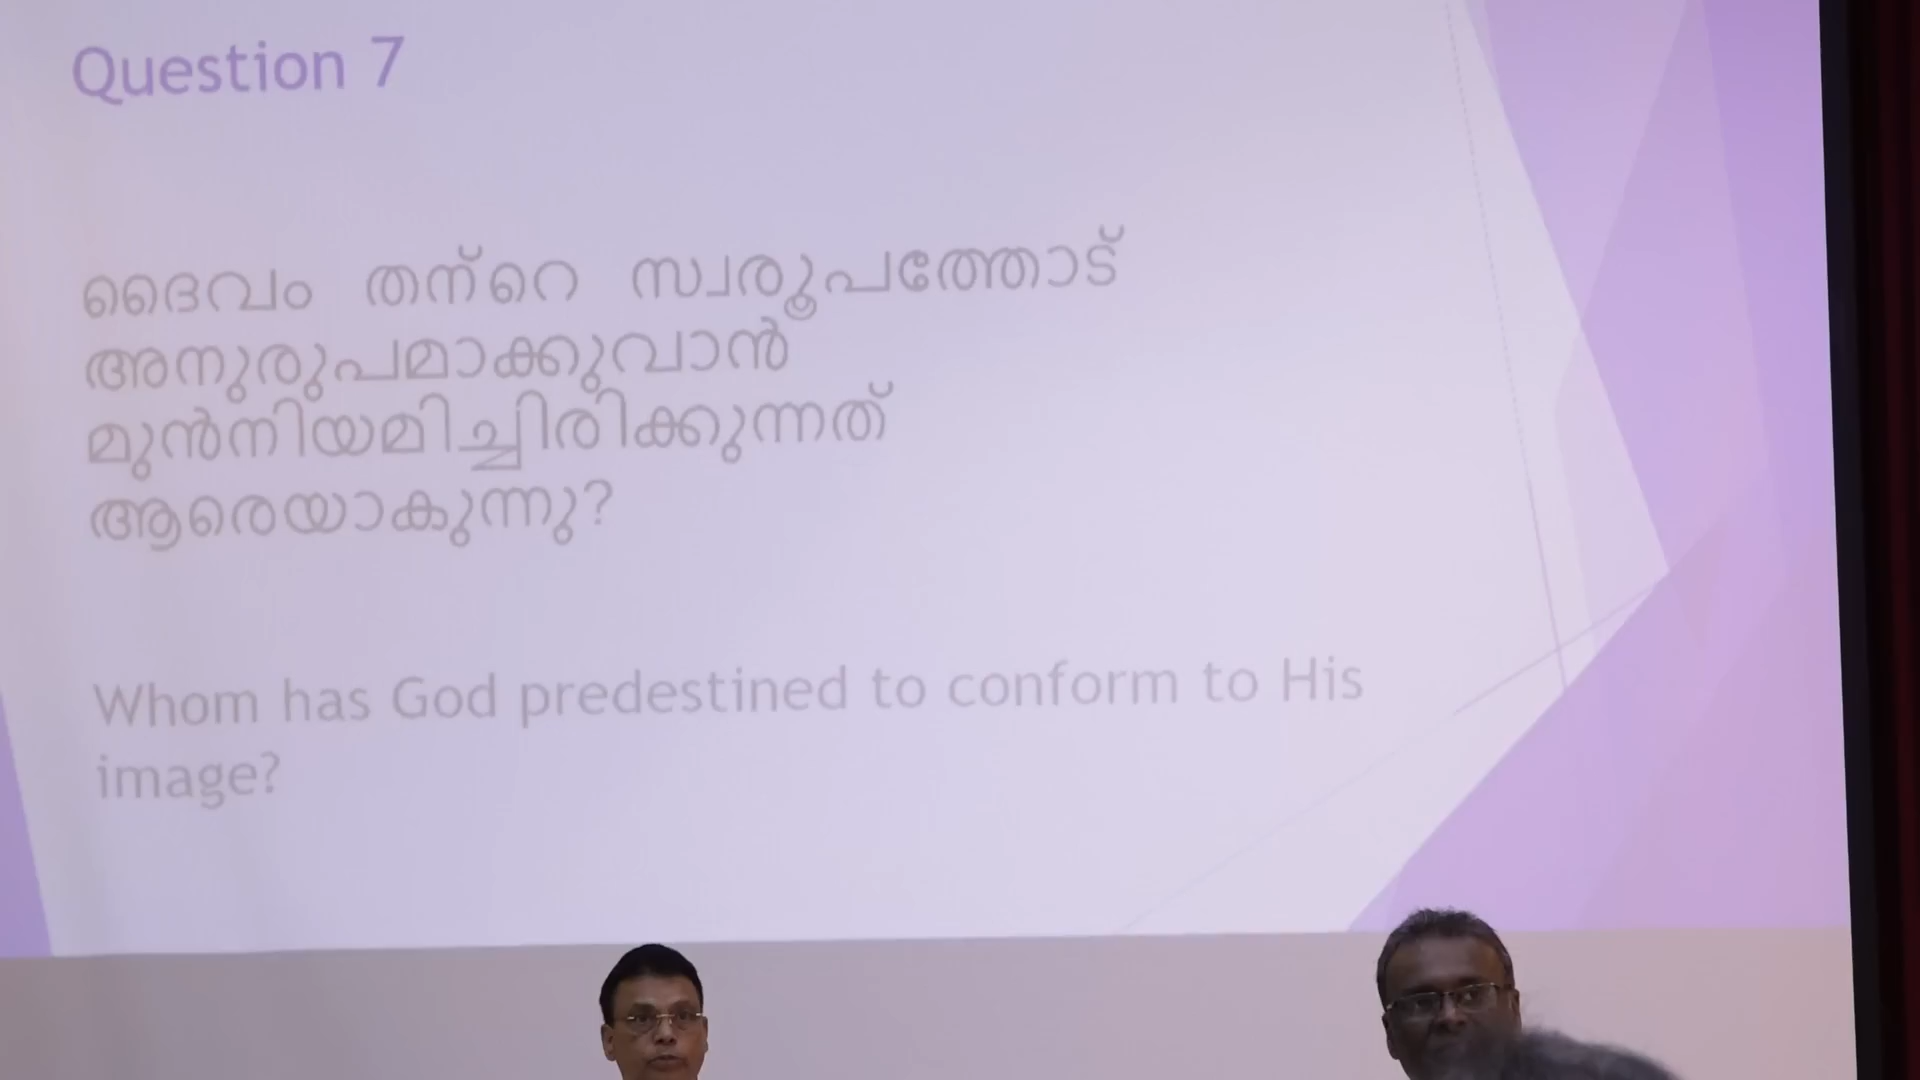 Question 7
ദൈവം തന്റെ സ്വരൂപത്തോട്
അനുരുപമാക്കുവാൻ
മുൻനിയമിച്ചിരിക്കുന്നത്
ആരെയാകുന്നു?
Whom has God predestined to conform to His
image?